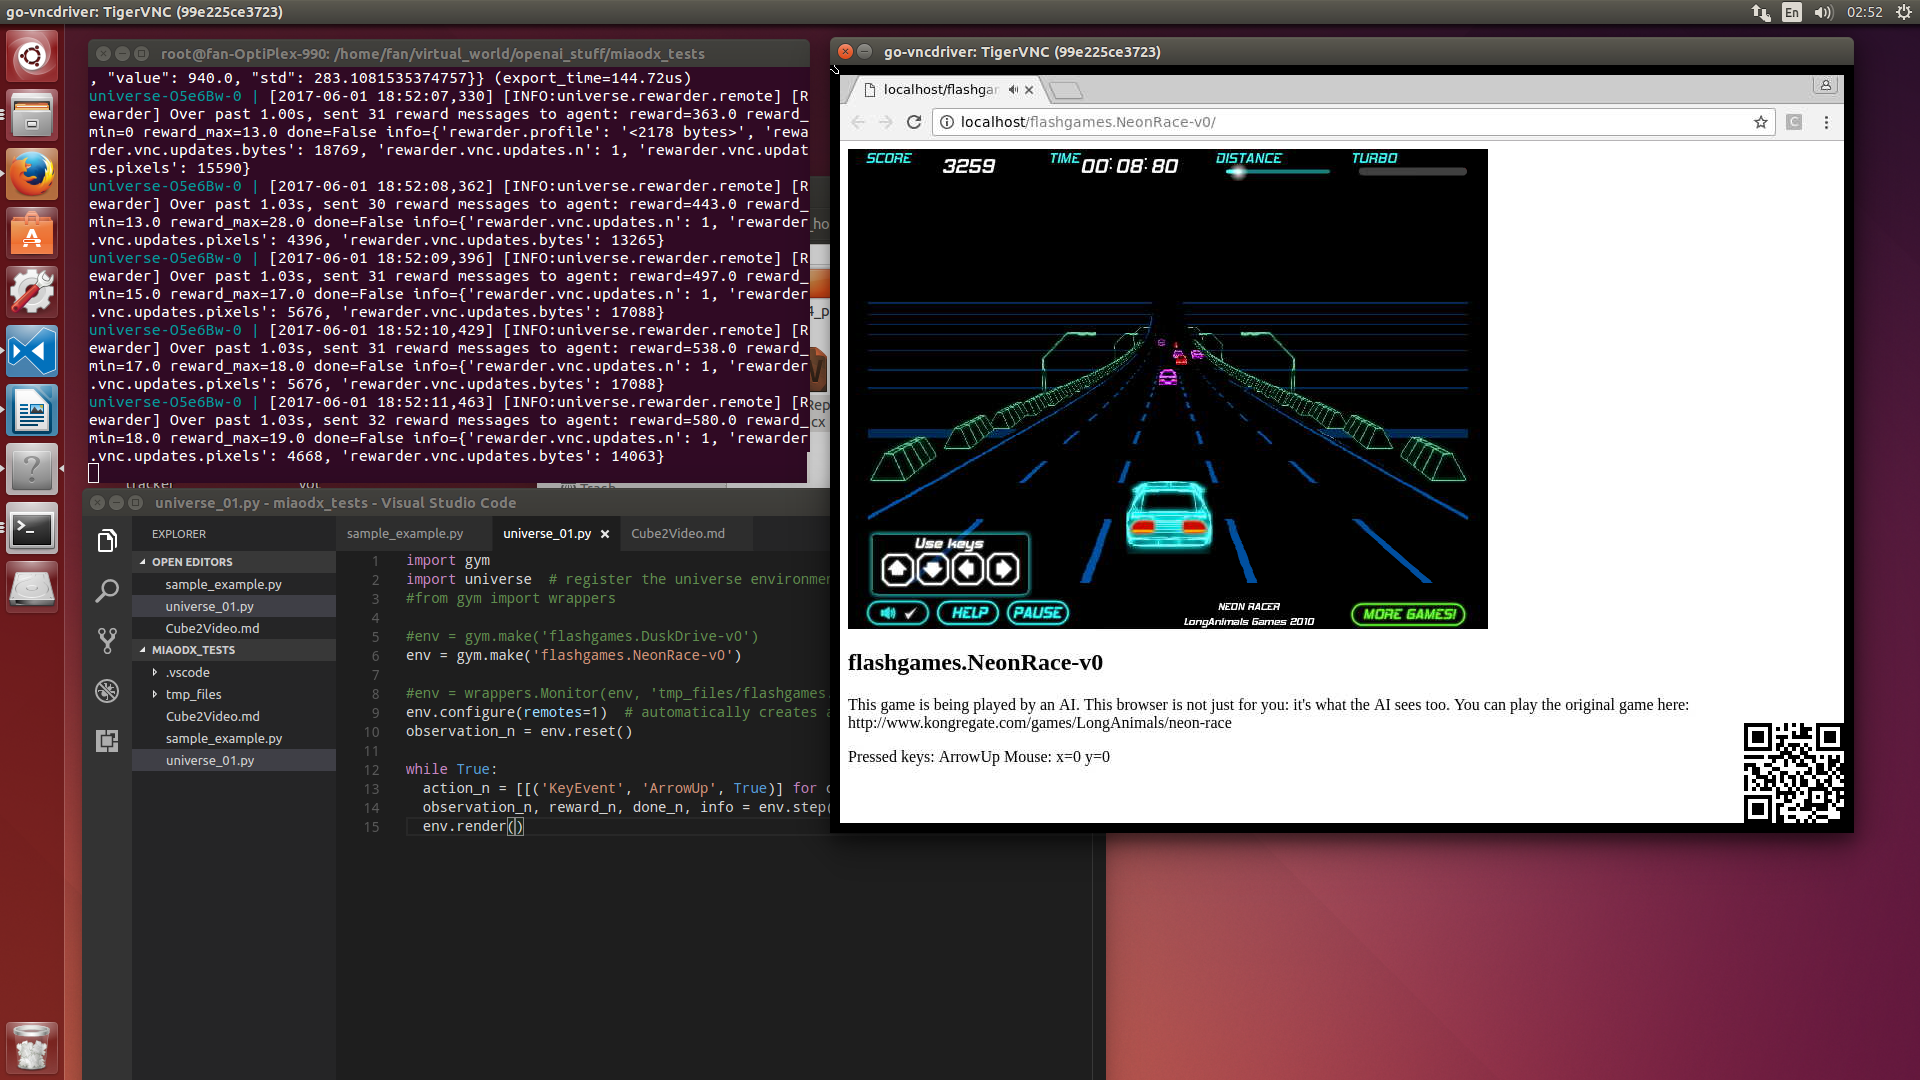 go-vncdriver: TigerVNC (99e225ce3723)
En
02:52
root@fan-OptiPlex-990: /home/fan/virtual_world/openai_stuff/miaodx_tests
, "value": 940.0, "std": 283.1081535374757}} (export_time=144.72us)
universe-O5e6Bw-0 | [2017-06-01 18:52:07,330] [INFO:universe.rewarder.remote] [R
ewarder] Over past 1.00s, sent 31 reward messages to agent: reward=363.0 reward_
min=0 reward_max=13.0 done=False info={'rewarder.profile': '<2178 bytes>', 'rewa
rder.vnc.updates.bytes': 18769, 'rewarder.vnc.updates.n': 1, 'rewarder.vnc.updat
es.pixels': 15590}
universe-O5e6Bw-0 | [2017-06-01 18:52:08,362] [INFO:universe.rewarder.remote] [R
ewarder] Over past 1.03s, sent 30 reward messages to agent: reward=443.0 reward_
min=13.0 reward_max=28.0 done=False info={'rewarder.vnc.updates.n': 1, 'rewarder
.vnc.updates.pixels': 4396, 'rewarder.vnc.updates.bytes': 13265}
universe-O5e6Bw-0 | [2017-06-01 18:52:09,396] [INFO:universe.rewarder.remote] [R
ewarder] Over past 1.03s, sent 31 reward messages to agent: reward=497.0 reward_
min=15.0 reward_max=17.0 done=False info={'rewarder.vnc.updates.n': 1, 'rewarder
.vnc.updates.pixels': 5676, 'rewarder.vnc.updates.bytes': 17088}
universe-O5e6Bw-0 | [2017-06-01 18:52:10,429] [INFO:universe.rewarder.remote] [R
ewarder] Over past 1.03s, sent 31 reward messages to agent: reward=538.0 reward_
min=17.0 reward_max=18.0 done=False info={'rewarder.vnc.updates.n': 1, 'rewarder
.vnc.updates.pixels': 5676, 'rewarder.vnc.updates.bytes': 17088}
universe-O5e6Bw-0 | [2017-06-01 18:52:11,463] [INFO:universe.rewarder.remote] [R
ewarder] Over past 1.03s, sent 32 reward messages to agent: reward=580.0 reward_
min=18.0 reward_max=19.0 done=False info={'rewarder.vnc.updates.n': 1, 'rewarder
.vnc.updates.pixels': 4668, 'rewarder.vnc.updates.bytes': 14063}
universe_01.py - miaodx_tests - Visual Studio Code
EXPLORER
OPEN EDITORS
sample_example.py
universe_01.py
Cube2Video.md
MIAODX_TESTS
.vscode
tmp_files
Cube2Video.md
sample_example.py
universe_01.py
sample_example.py
universe_01.py
Cube2Video.md
1 import gym
2 import universe # register the universe environme
3 #from gym import wrappers
4
5 #env = gym.make('flashgames.DuskDrive-v0')
6 env = gym.make('flashgames.NeonRace-v0')
7
8 #env = wrappers.Monitor(env, 'tmp_files/flashgames.
9 env.configure(remotes=1) # automatically creates a
10 observation_n = env.reset()
11
12 while True:
13 action_n = [[('KeyEvent', 'ArrowUp', True)] for o
14 observation_n, reward_n, done_n, info = env.step(
15 env.render()
go-vncdriver: TigerVNC (99e225ce3723)
localhost/flashgar
localhost/flashgames.NeonRace-v0/
SCORE 3259 TIME 00:08:80 DISTANCE TURBO
Use keys
HELP PAUSE
NEON RACER
LongAnimals Games 2010
MORE GAMES!
flashgames.NeonRace-v0
This game is being played by an AI. This browser is not just for you: it's what the AI sees too. You can play the original game here:
http://www.kongregate.com/games/LongAnimals/neon-race
Pressed keys: ArrowUp Mouse: x=0 y=0